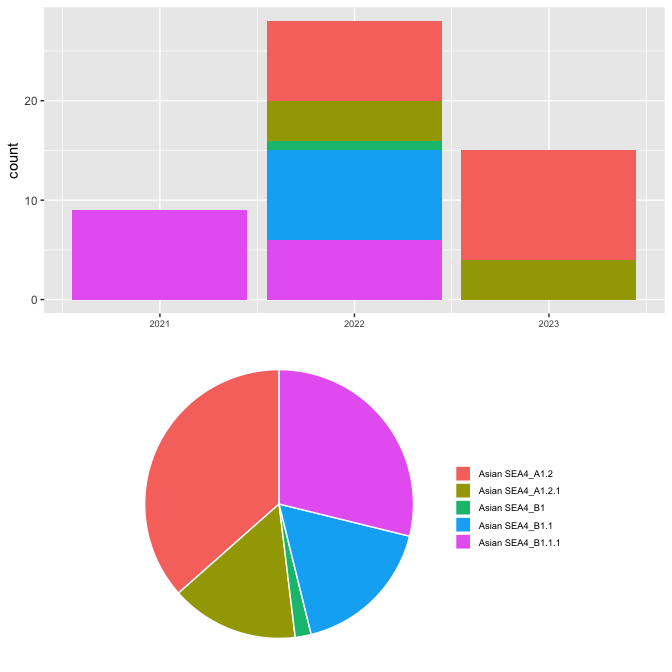 count
20
10
0
2021 2022 2023
Asian SEA4_A1.2
Asian SEA4_A1.2.1
Asian SEA4_B1
Asian SEA4_B1.1
Asian SEA4_B1.1.1